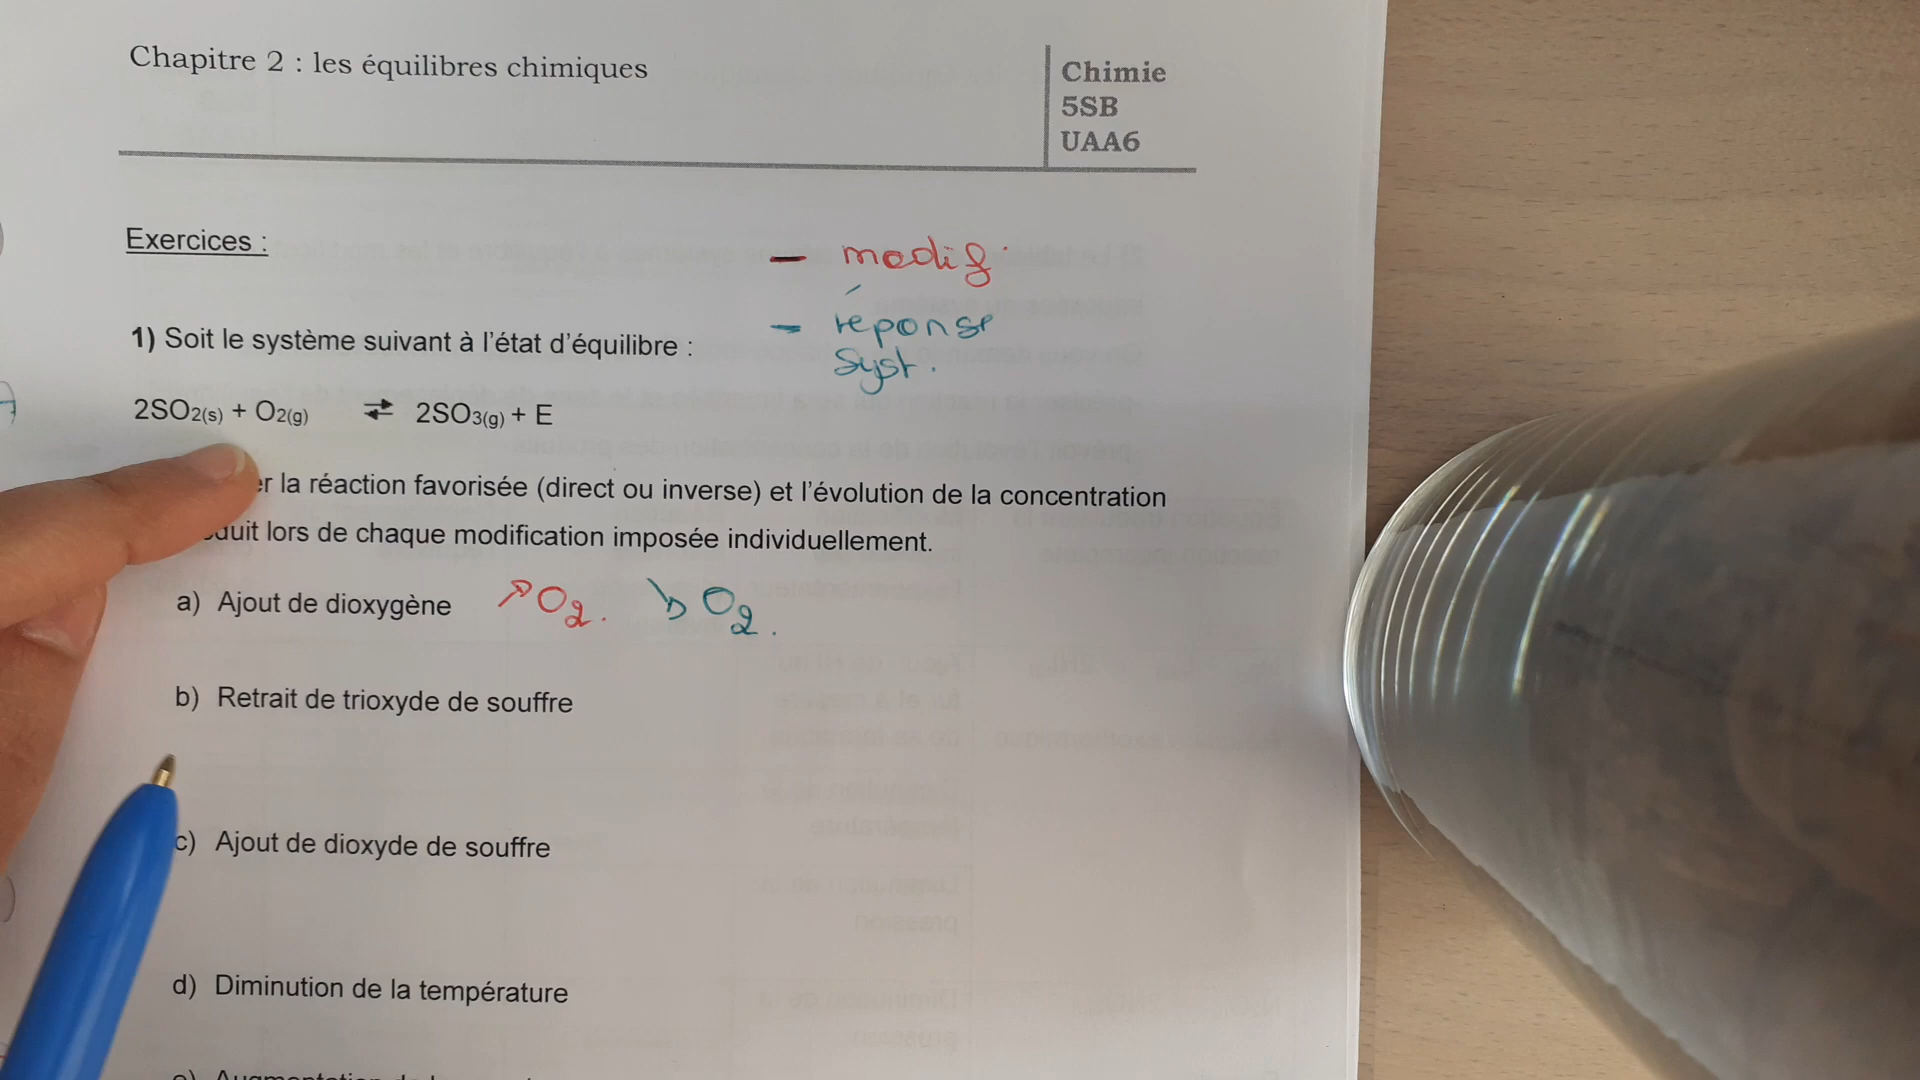 Chapitre 2 : les équilibres chimiques
Chimie
5SB
UAA6
Exercices :
- modif.
- réponse
syst.
1) Soit le système suivant à l'état d'équilibre :
2SO2(s) + O2(g) ⇄ 2SO3(g) + E
er la réaction favorisée (direct ou inverse) et l'évolution de la concentration
duit lors de chaque modification imposée individuellement.
a) Ajout de dioxygène ↗O2. ↘O2.
b) Retrait de trioxyde de souffre
c) Ajout de dioxyde de souffre
d) Diminution de la température